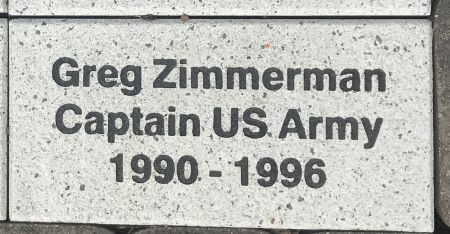 Greg Zimmerman
Captain US Army
1990 - 1996